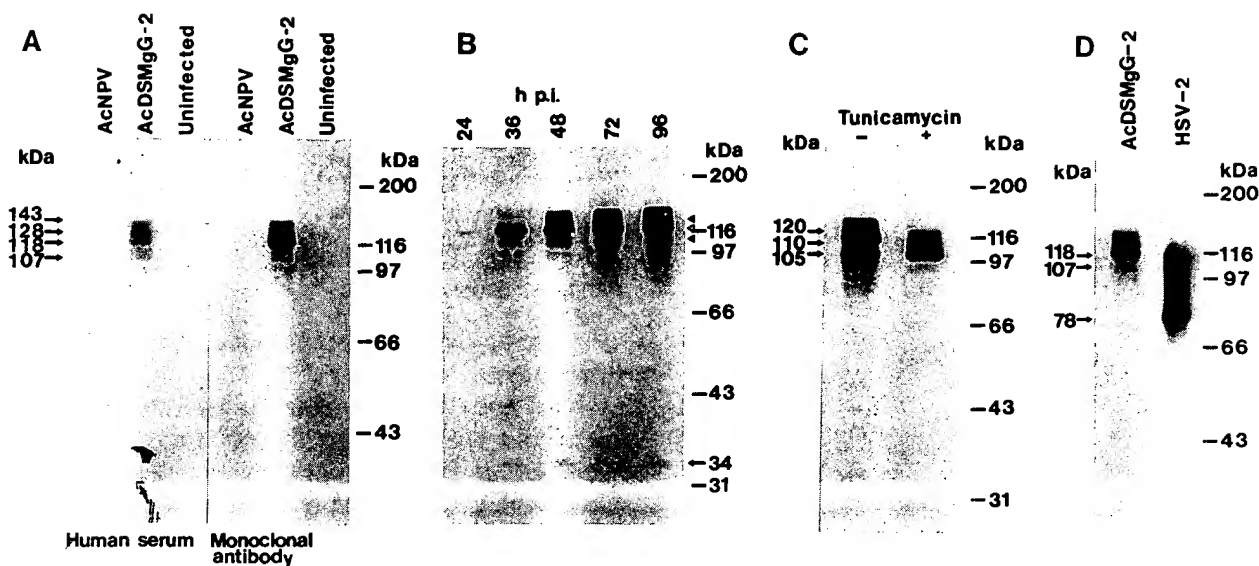 A
AcNPV
AcDSMgG-2
Uninfected
AcNPV
AcDSMgG-2
Uninfected
kDa
kDa
143
128
118
107
-200
-116
-97
-66
-43
Human serum
Monoclonal
antibody
B
h p.i.
24
36
48
72
96
kDa
-200
116
-97
-66
-43
34
-31
C
Tunicamycin
- +
kDa
kDa
120
110
105
-200
-116
-97
-66
-43
-31
D
AcDSMgG-2
HSV-2
kDa
kDa
118
107
78
-200
-116
-97
-66
-43